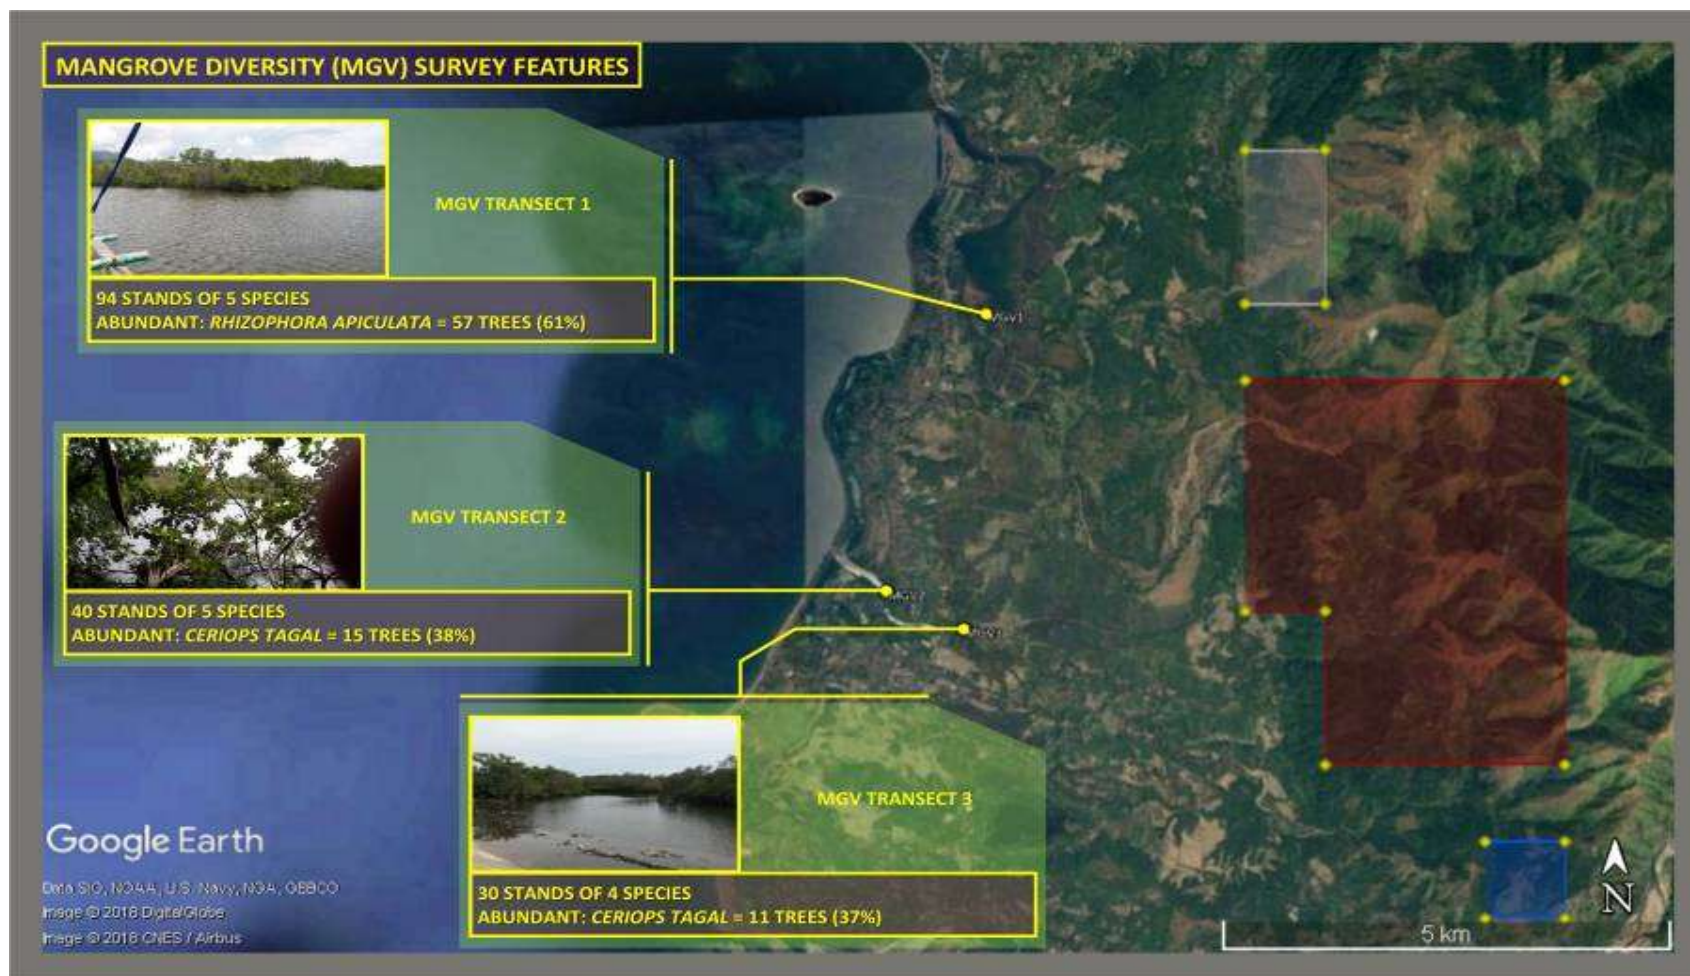 MANGROVE DIVERSITY (MGV) SURVEY FEATURES
MGV TRANSECT 1
94 STANDS OF 5 SPECIES
ABUNDANT: RHIZOPHORA APICULATA = 57 TREES (61%)
MGV1
MGV TRANSECT 2
40 STANDS OF 5 SPECIES
ABUNDANT: CERIOPS TAGAL = 15 TREES (38%)
MGV2
MGV3
MGV TRANSECT 3
30 STANDS OF 4 SPECIES
ABUNDANT: CERIOPS TAGAL = 11 TREES (37%)
Google Earth
Data SIO, NOAA, U.S. Navy, NGA, GEBCO
Image © 2018 DigitalGlobe
Image © 2018 CNES / Airbus
N
5 km